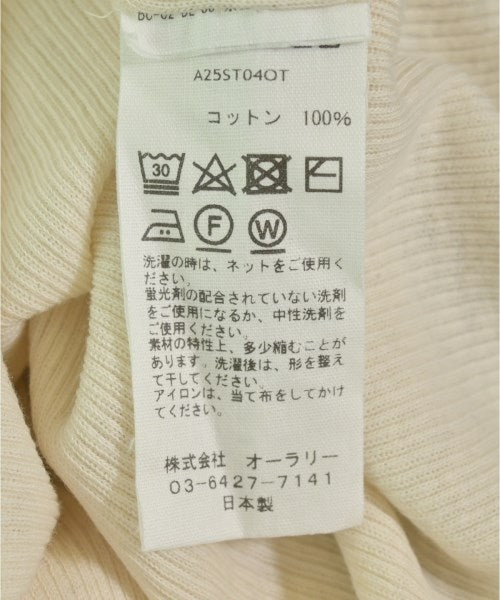 A25ST04OT
コットン 100%
30
F W
洗濯の時は、ネットをご使用く
ださい。
蛍光剤の配合されていない洗剤
をご使用になるか、中性洗剤を
ご使用ください。
素材の特性上、多少縮むことが
あります。洗濯後は、形を整え
て干してください。
アイロンは、当て布をしてかけ
てください。
株式会社 オーラリー
03-6427-7141
日本製